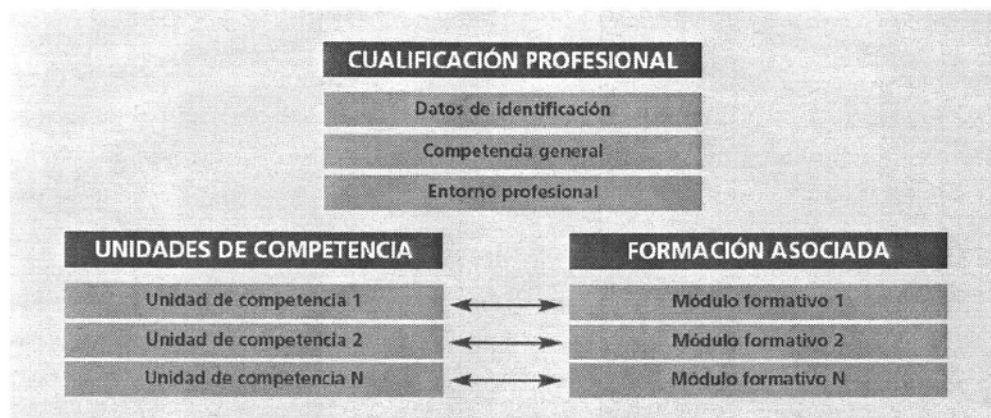 CUALIFICACIÓN PROFESIONAL
Datos de identificación
Competencia general
Entorno profesional
UNIDADES DE COMPETENCIA
Unidad de competencia 1
Unidad de competencia 2
Unidad de competencia N
FORMACIÓN ASOCIADA
Módulo formativo 1
Módulo formativo 2
Módulo formativo N